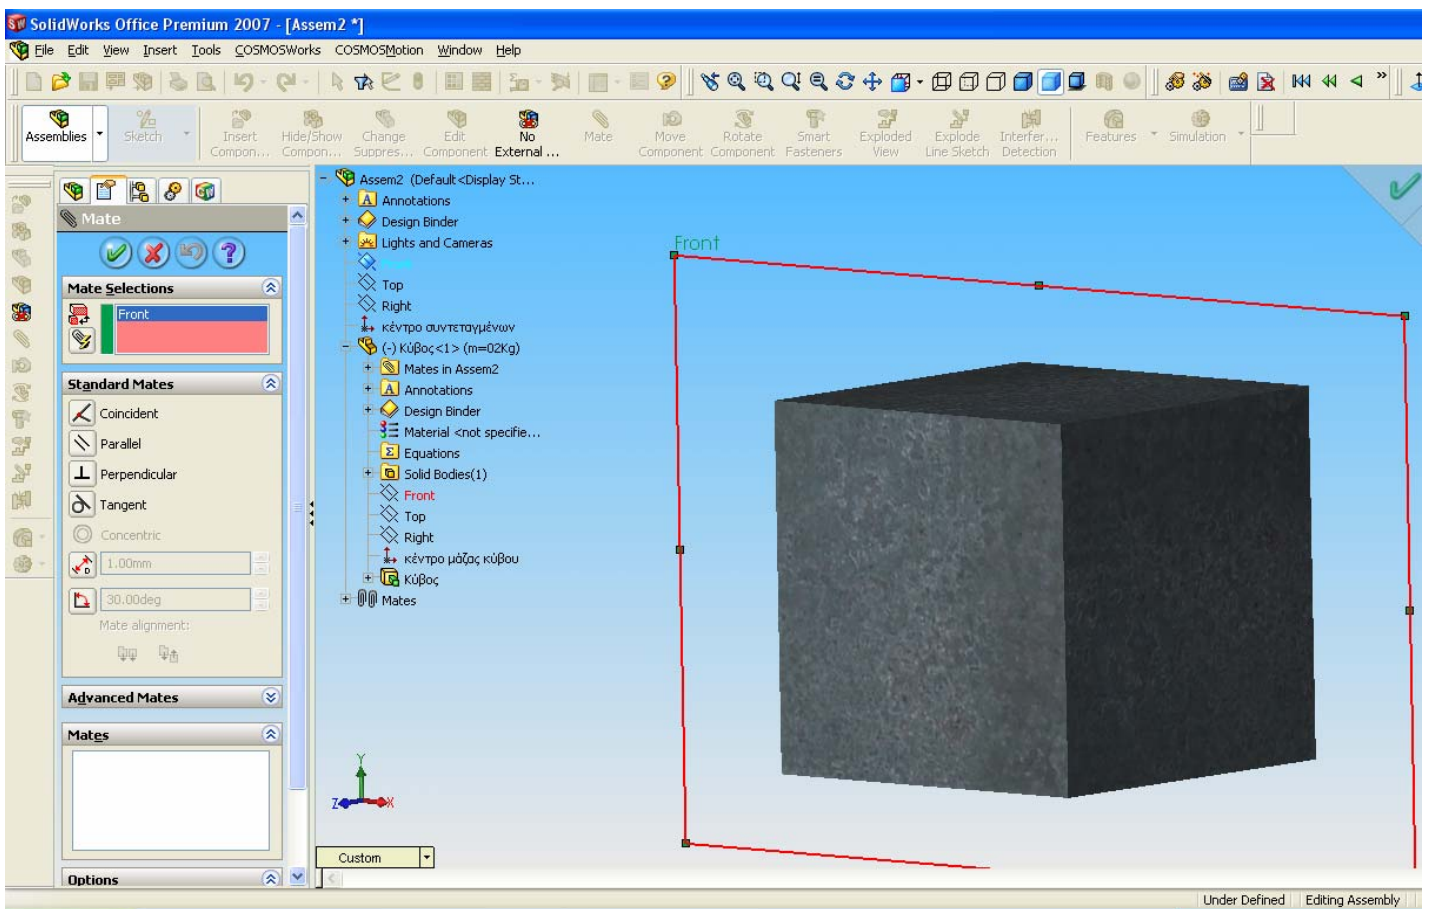 SolidWorks Office Premium 2007 - [Assem2 *]
File Edit View Insert Tools COSMOSWorks COSMOSMotion Window Help
Assemblies
Sketch
Insert Compon...
Hide/Show Compon...
Change Suppres...
Edit Component
No External ...
Mate
Move Component
Rotate Component
Smart Fasteners
Exploded View
Explode Line Sketch
Interfer... Detection
Features
Simulation
Mate
Mate Selections
Front
Standard Mates
Coincident
Parallel
Perpendicular
Tangent
Concentric
1.00mm
30.00deg
Mate alignment:
Advanced Mates
Mates
Options
Assem2 (Default<Display St...
Annotations
Design Binder
Lights and Cameras
Front
Top
Right
κέντρο συντεταγμένων
(-) Κύβος<1> (m=02Kg)
Mates in Assem2
Annotations
Design Binder
Material <not specifie...
Equations
Solid Bodies(1)
Front
Top
Right
κέντρο μάζας κύβου
Κύβος
Mates
Front
Y
Z X
Custom
Under Defined Editing Assembly